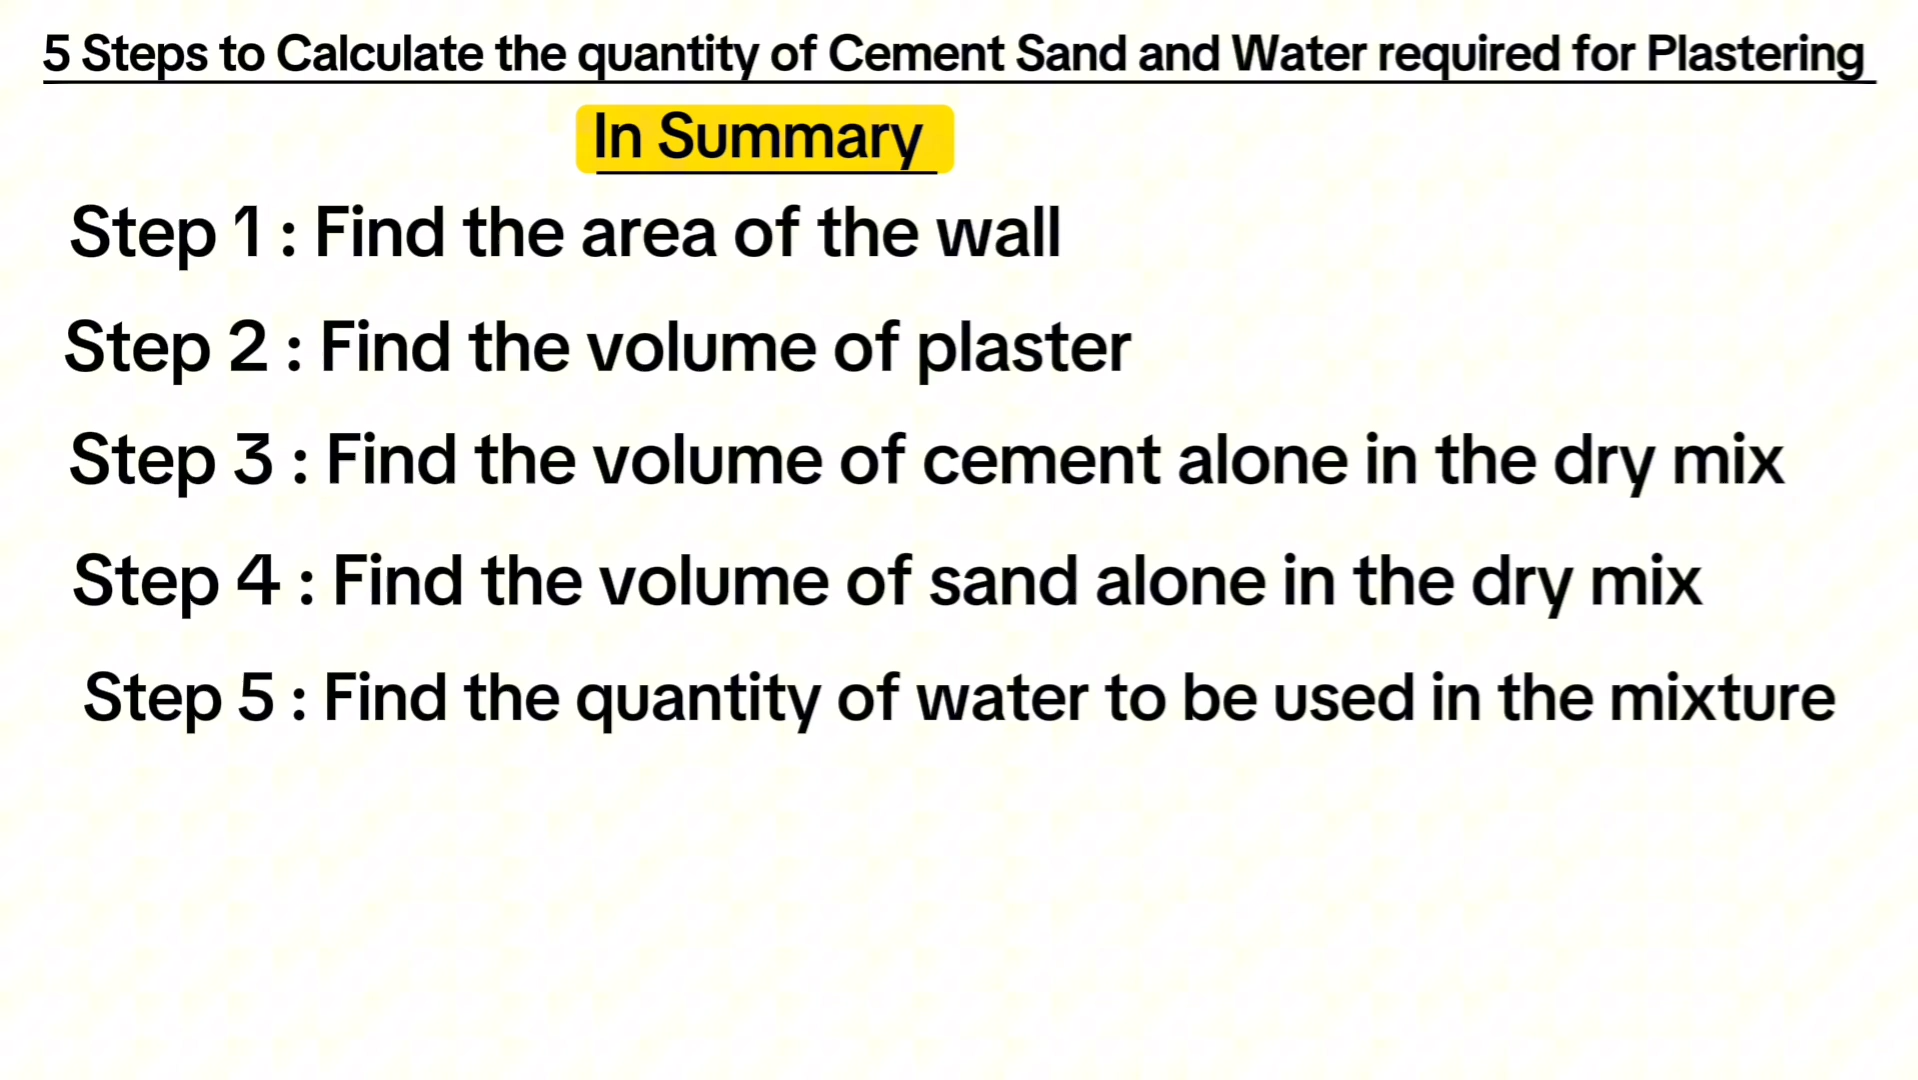 5 Steps to Calculate the quantity of Cement Sand and Water required for Plastering
In Summary
Step 1 : Find the area of the wall
Step 2 : Find the volume of plaster
Step 3 : Find the volume of cement alone in the dry mix
Step 4 : Find the volume of sand alone in the dry mix
Step 5 : Find the quantity of water to be used in the mixture